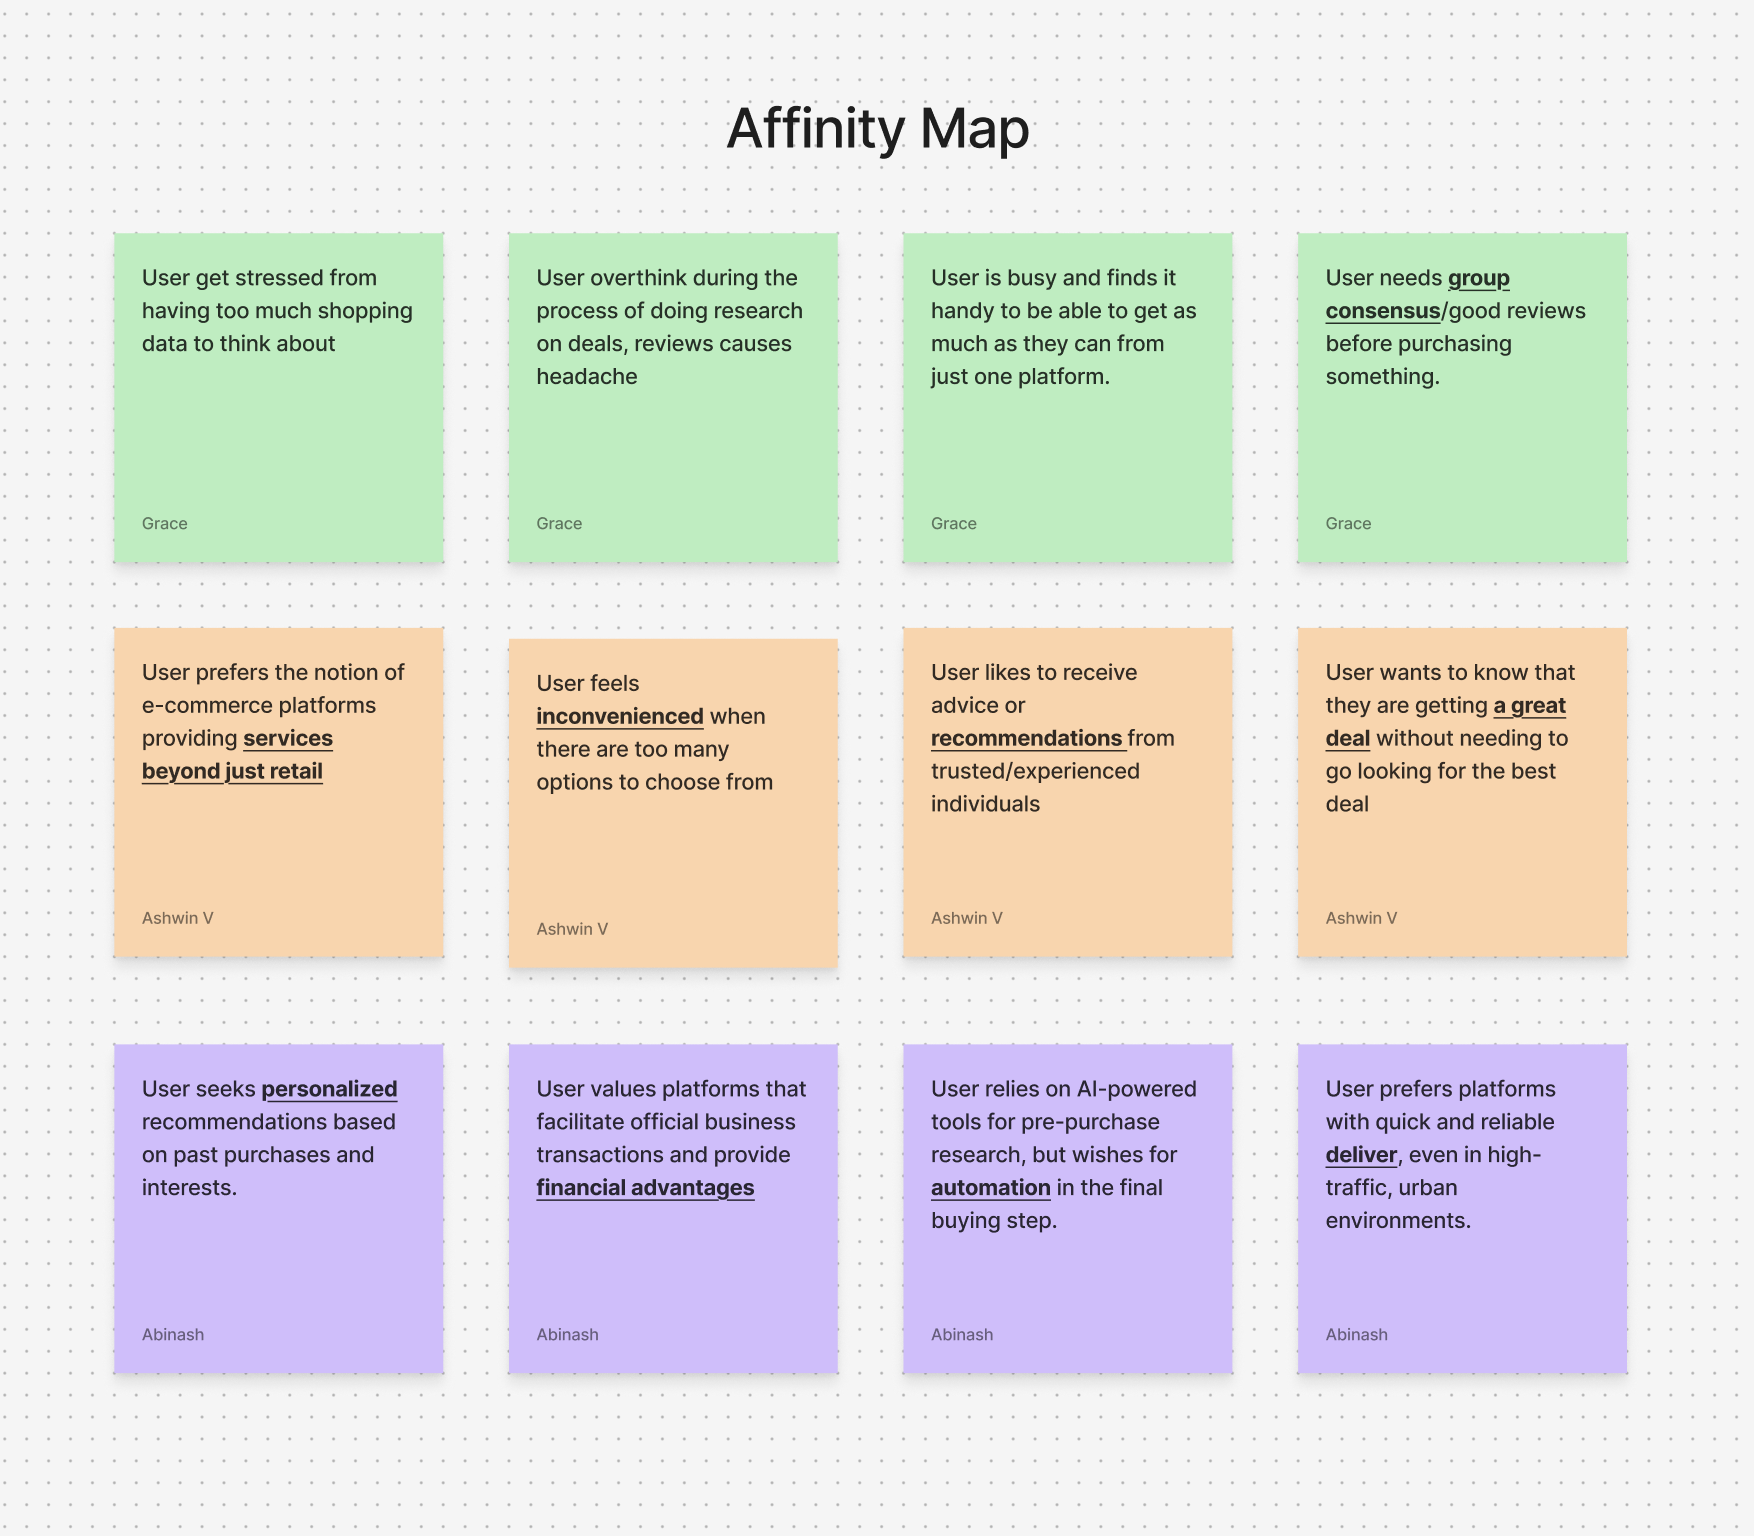 Affinity Map
User get stressed from
having too much shopping
data to think about
Grace
User overthink during the
process of doing research
on deals, reviews causes
headache
Grace
User is busy and finds it
handy to be able to get as
much as they can from
just one platform.
Grace
User needs group
consensus/good reviews
before purchasing
something.
Grace
User prefers the notion of
e-commerce platforms
providing services
beyond just retail
Ashwin V
User feels
inconvenienced when
there are too many
options to choose from
Ashwin V
User likes to receive
advice or
recommendations from
trusted/experienced
individuals
Ashwin V
User wants to know that
they are getting a great
deal without needing to
go looking for the best
deal
Ashwin V
User seeks personalized
recommendations based
on past purchases and
interests.
Abinash
User values platforms that
facilitate official business
transactions and provide
financial advantages
Abinash
User relies on AI-powered
tools for pre-purchase
research, but wishes for
automation in the final
buying step.
Abinash
User prefers platforms
with quick and reliable
deliver, even in high-
traffic, urban
environments.
Abinash